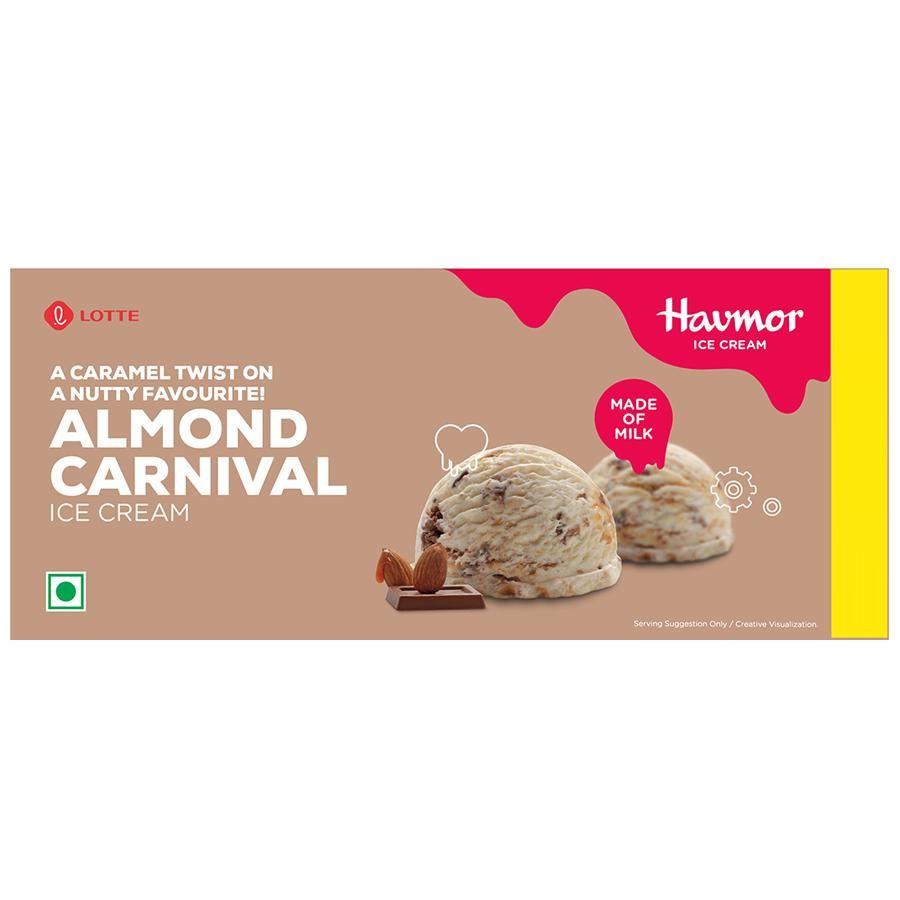 LOTTE
Havmor
ICE CREAM
A CARAMEL TWIST ON
A NUTTY FAVOURITE!
ALMOND
CARNIVAL
ICE CREAM
MADE
OF
MILK
Serving Suggestion Only / Creative Visualization.